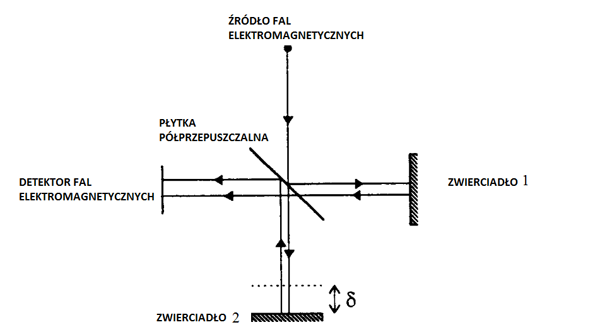 ŹRÓDŁO FAL
ELEKTROMAGNETYCZNYCH
PŁYTKA
PÓŁPRZEPUSZCZALNA
DETEKTOR FAL
ELEKTROMAGNETYCZNYCH
ZWIERCIADŁO 1
δ
ZWIERCIADŁO 2